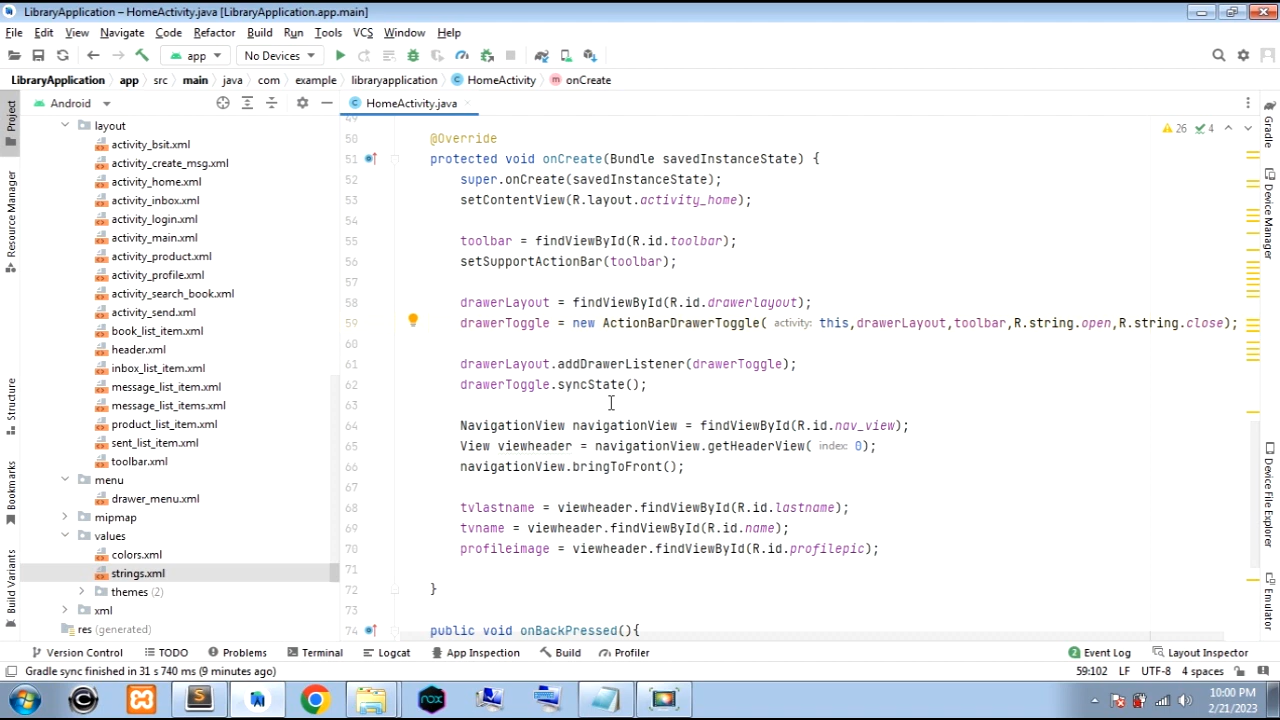 LibraryApplication – HomeActivity.java [LibraryApplication.app.main]
File Edit View Navigate Code Refactor Build Run Tools VCS Window Help
app No Devices
LibraryApplication app src main java com example libraryapplication HomeActivity onCreate
Android
HomeActivity.java
Project
Resource Manager
Structure
Bookmarks
Build Variants
layout
activity_bsit.xml
activity_create_msg.xml
activity_home.xml
activity_inbox.xml
activity_login.xml
activity_main.xml
activity_product.xml
activity_profile.xml
activity_search_book.xml
activity_send.xml
book_list_item.xml
header.xml
inbox_list_item.xml
message_list_item.xml
message_list_items.xml
product_list_item.xml
sent_list_item.xml
toolbar.xml
menu
drawer_menu.xml
mipmap
values
colors.xml
strings.xml
themes (2)
xml
res (generated)
26 4
49
50 @Override
51 protected void onCreate(Bundle savedInstanceState) {
52 super.onCreate(savedInstanceState);
53 setContentView(R.layout.activity_home);
54
55 toolbar = findViewById(R.id.toolbar);
56 setSupportActionBar(toolbar);
57
58 drawerLayout = findViewById(R.id.drawerlayout);
59 drawerToggle = new ActionBarDrawerToggle( activity: this,drawerLayout,toolbar,R.string.open,R.string.close);
60
61 drawerLayout.addDrawerListener(drawerToggle);
62 drawerToggle.syncState();
63
64 NavigationView navigationView = findViewById(R.id.nav_view);
65 View viewheader = navigationView.getHeaderView( index: 0);
66 navigationView.bringToFront();
67
68 tvlastname = viewheader.findViewById(R.id.lastname);
69 tvname = viewheader.findViewById(R.id.name);
70 profileimage = viewheader.findViewById(R.id.profilepic);
71
72 }
73
74 public void onBackPressed(){
Gradle
Device Manager
Device File Explorer
Emulator
Version Control TODO Problems Terminal Logcat App Inspection Build Profiler 2 Event Log Layout Inspector
Gradle sync finished in 31 s 740 ms (9 minutes ago) 59:102 LF UTF-8 4 spaces
nox
10:00 PM
2/21/2023